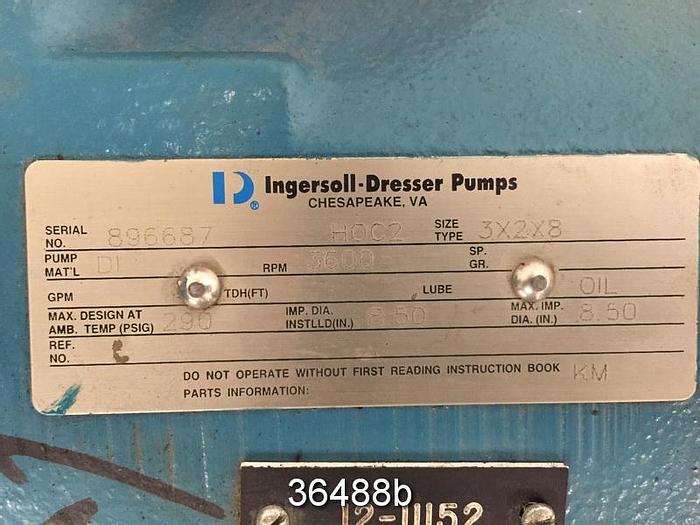 Ingersoll-Dresser Pumps
®
CHESAPEAKE, VA
SERIAL NO. 896687 HOC2 SIZE TYPE 3X2X8
PUMP MAT'L DI RPM 3600 SP. GR.
GPM TDH(FT) LUBE OIL
MAX. DESIGN AT AMB. TEMP (PSIG) 290 IMP. DIA. INSTLLD(IN.) 8.50 MAX. IMP. DIA. (IN.) 8.50
REF. NO.
DO NOT OPERATE WITHOUT FIRST READING INSTRUCTION BOOK KM
PARTS INFORMATION:
36488b